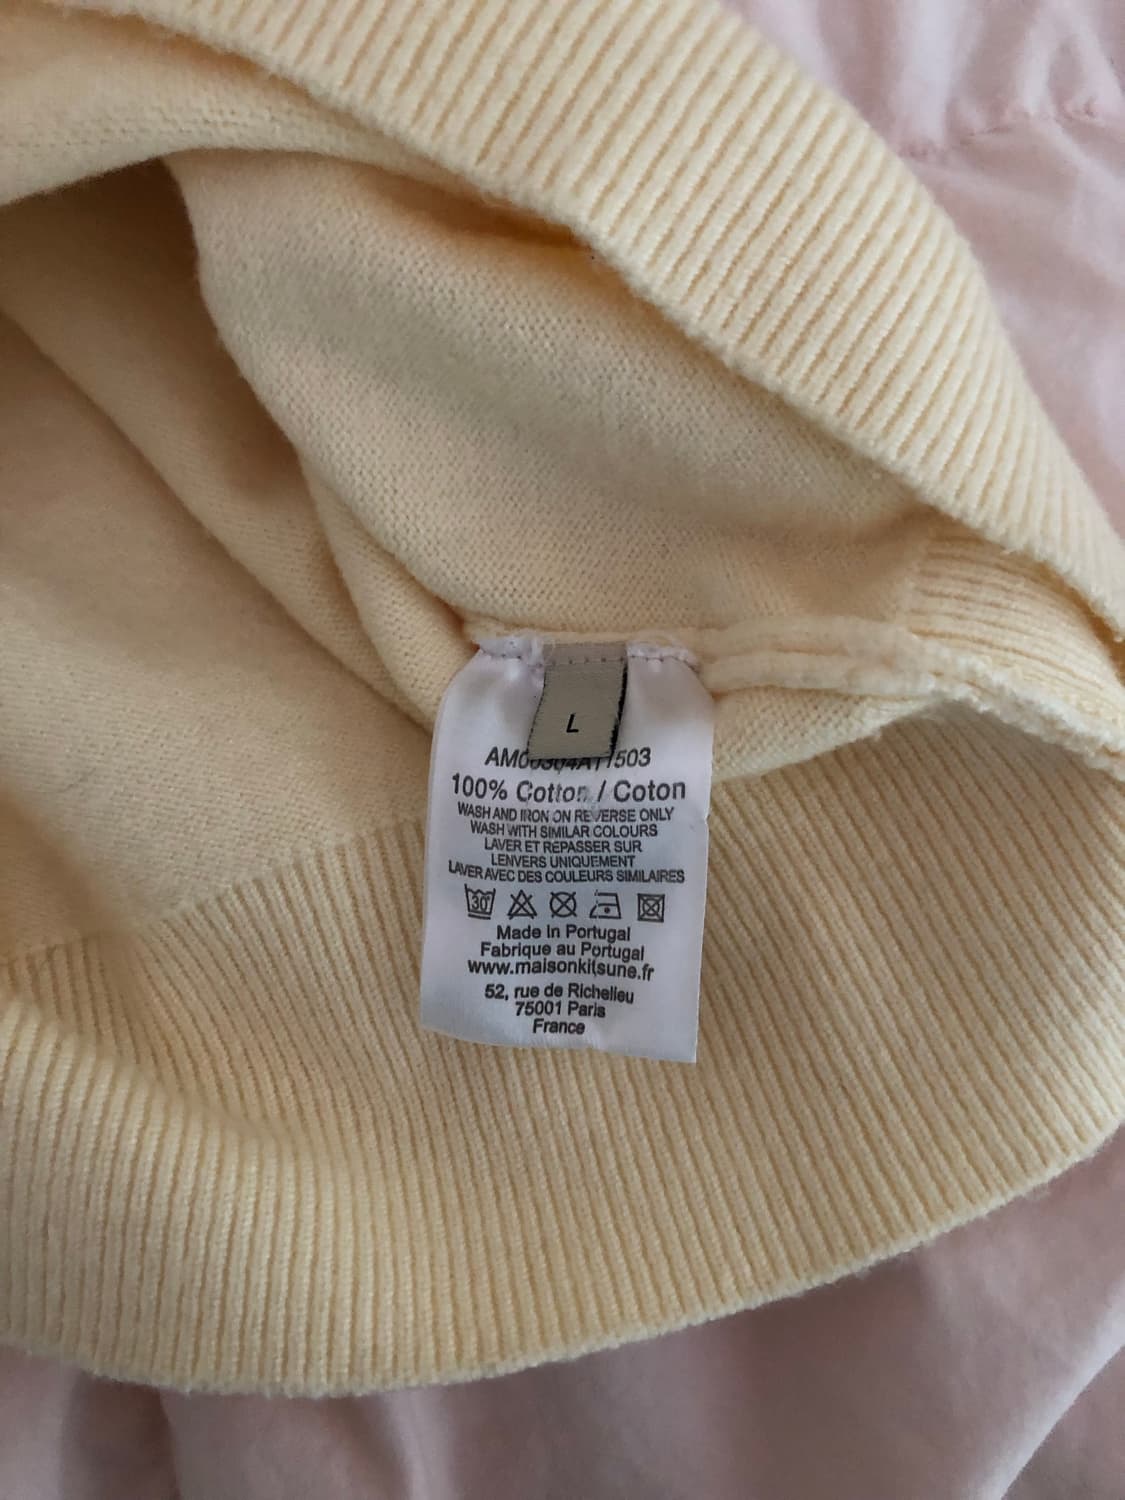 L
100% Cotton / Coton
WASH AND IRON ON REVERSE ONLY
WASH WITH SIMILAR COLOURS
LAVER ET REPASSER SUR
LENVERS UNIQUEMENT
LAVER AVEC DES COULEURS SIMILAIRES
30°
Made In Portugal
Fabrique au Portugal
www.maisonkitsune.fr
52, rue de Richelieu
75001 Paris
France